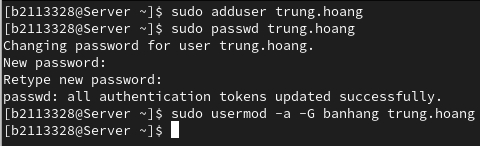 [b2113328@Server ~]$ sudo adduser trung.hoang
[b2113328@Server ~]$ sudo passwd trung.hoang
Changing password for user trung.hoang.
New password:
Retype new password:
passwd: all authentication tokens updated successfully.
[b2113328@Server ~]$ sudo usermod -a -G banhang trung.hoang
[b2113328@Server ~]$